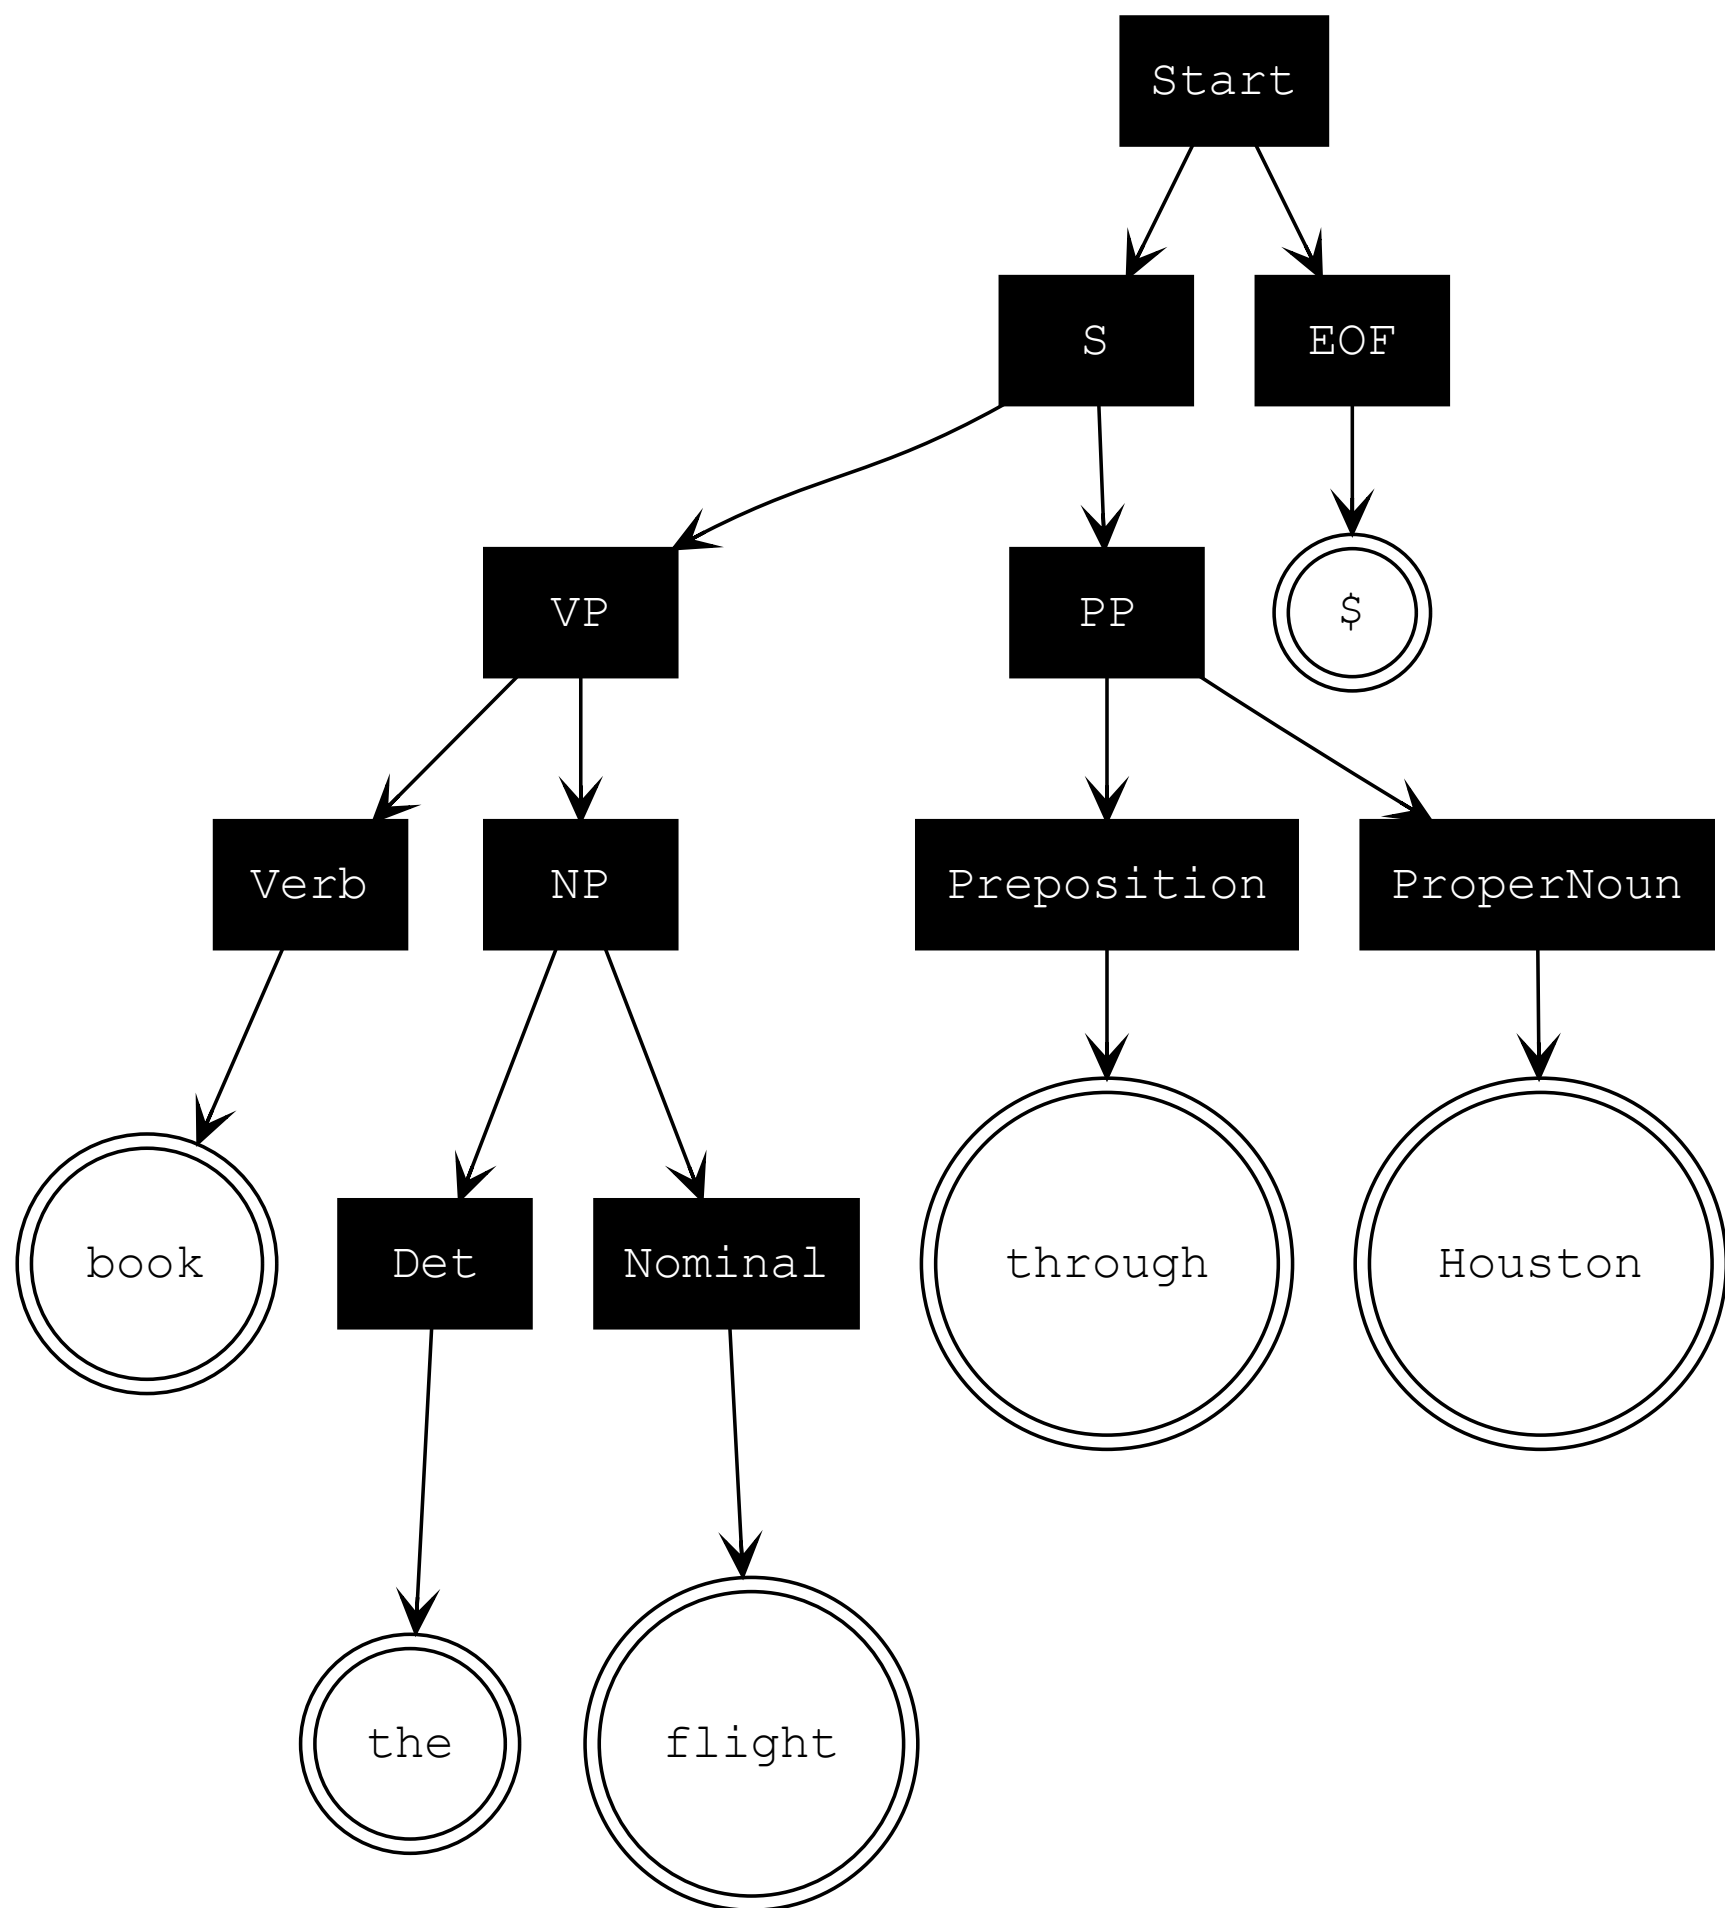 Start
S
EOF
VP
PP
$
Verb
NP
Preposition
ProperNoun
book
Det
Nominal
through
Houston
the
flight